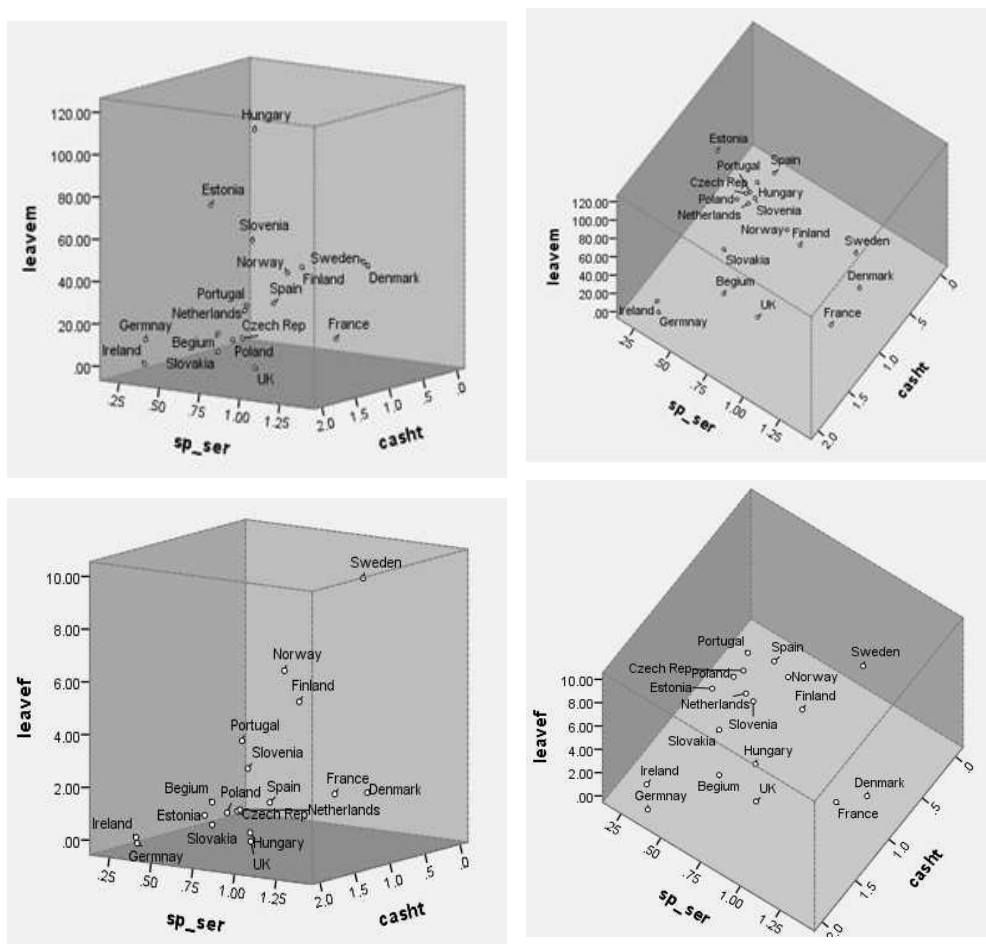 120.00
100.00
80.00
60.00
40.00
20.00
.00
leavem
Hungary
Estonia
Slovenia
Norway
Sweden
Finland
Denmark
Spain
Portugal
Netherlands
Germnay
Begium
Czech Rep
France
Ireland
Slovakia
Poland
UK
.25
.50
.75
1.00
1.25
2.0
1.5
1.0
.5
.0
sp_ser
casht
Estonia
Portugal
Spain
Czech Rep
Hungary
Poland
Netherlands
Slovenia
Norway
Finland
Sweden
Slovakia
Begium
Denmark
UK
France
Ireland
Germnay
120.00
100.00
80.00
60.00
40.00
20.00
.00
leavem
.25
.50
.75
1.00
1.25
2.0
1.5
1.0
.5
0
sp_ser
casht
10.00
8.00
6.00
4.00
2.00
.00
leavef
Sweden
Norway
Finland
Portugal
Slovenia
Begium
Poland
Spain
France
Denmark
Estonia
Czech Rep
Netherlands
Ireland
Slovakia
Hungary
Germnay
UK
.25
.50
.75
1.00
1.25
2.0
1.5
1.0
.5
.0
sp_ser
casht
Portugal
Spain
Sweden
Czech Rep
Poland
Norway
Estonia
Netherlands
Finland
Slovenia
Slovakia
Hungary
Ireland
Begium
UK
Denmark
Germnay
France
10.00
8.00
6.00
4.00
2.00
.00
leavef
.25
.50
.75
1.00
1.25
2.0
1.5
1.0
.5
0
sp_ser
casht